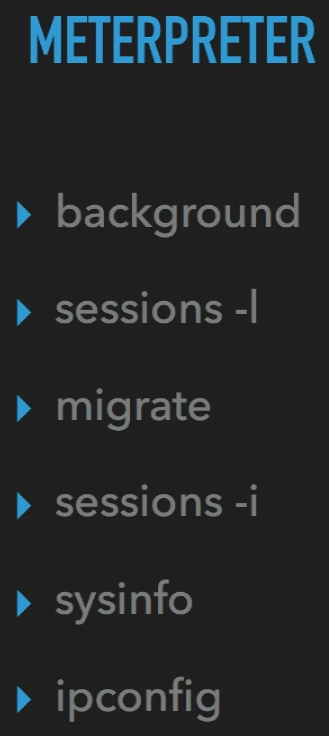 METERPRETER
background
sessions -l
migrate
sessions -i
sysinfo
ipconfig